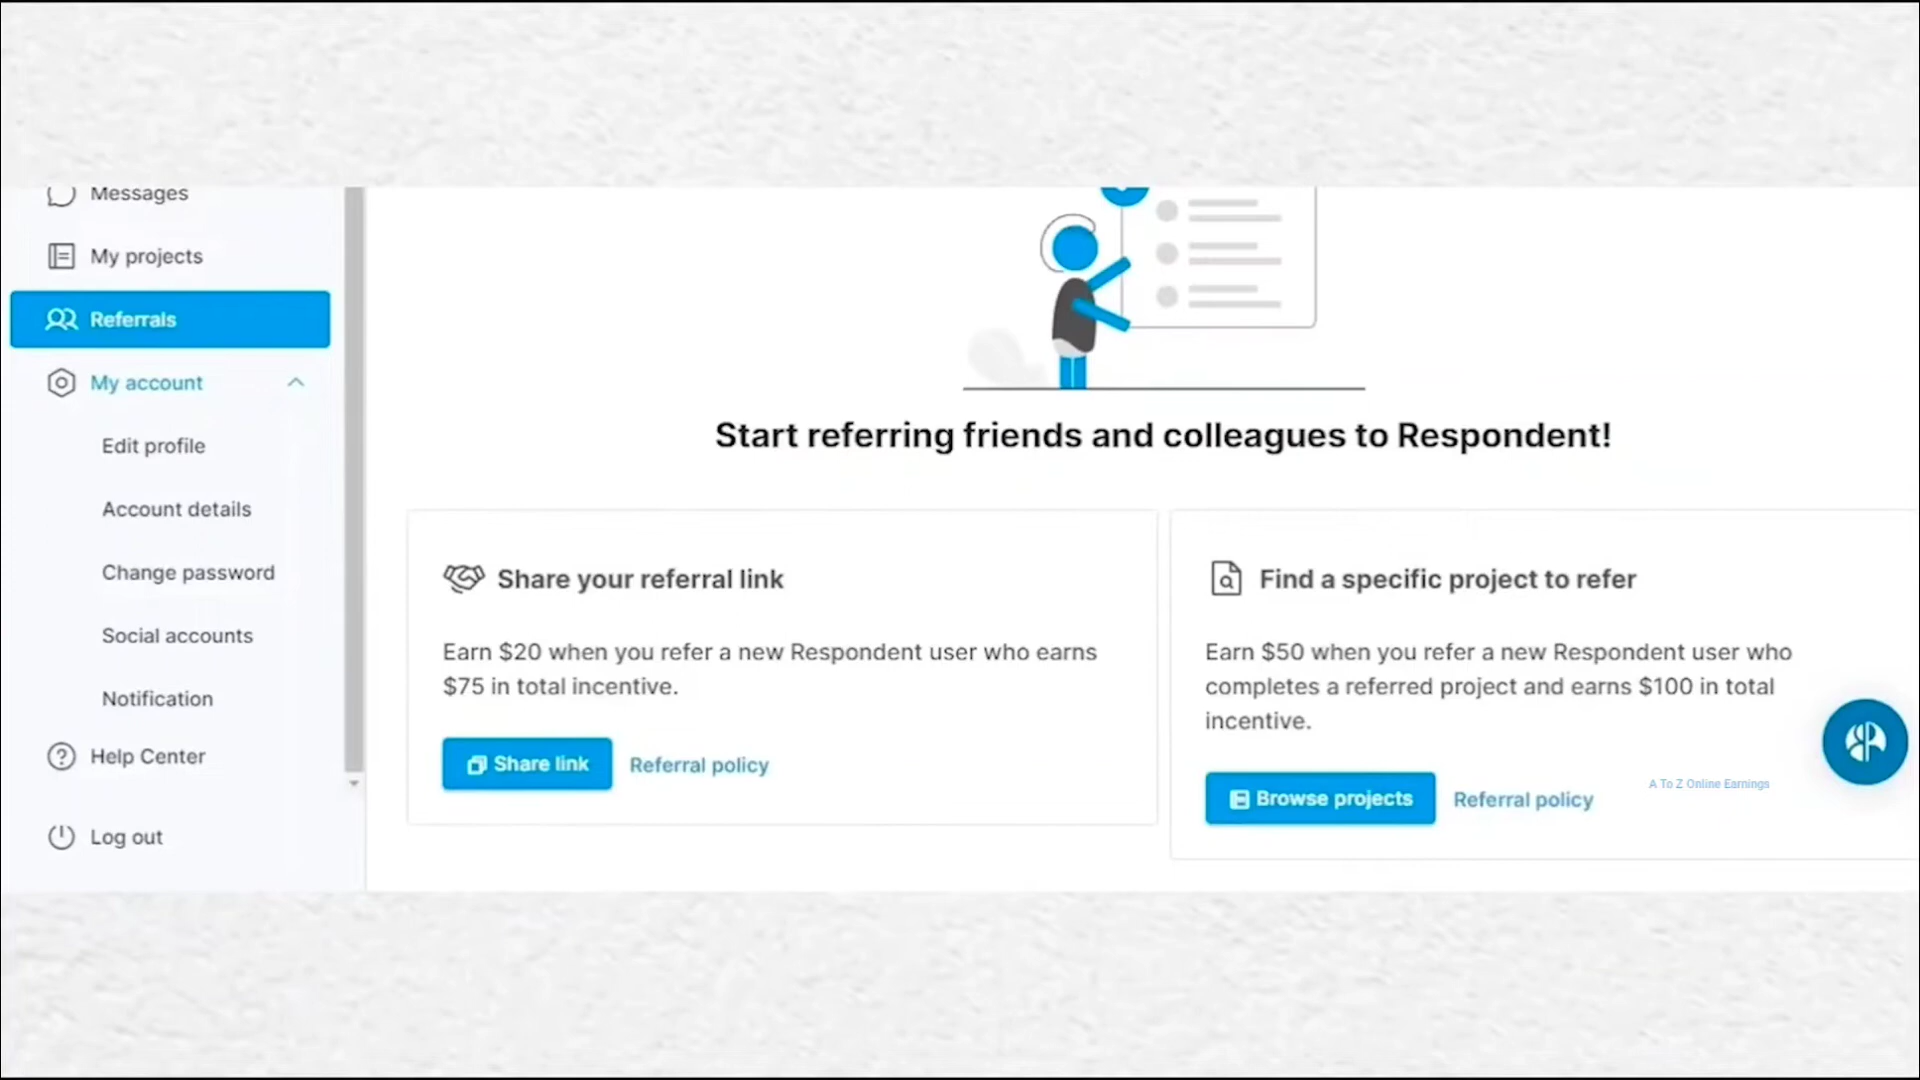 Messages
My projects
Referrals
My account
Edit profile
Account details
Change password
Social accounts
Notification
Help Center
Log out
Start referring friends and colleagues to Respondent!
Share your referral link
Earn $20 when you refer a new Respondent user who earns
$75 in total incentive.
Share link
Referral policy
Find a specific project to refer
Earn $50 when you refer a new Respondent user who
completes a referred project and earns $100 in total
incentive.
Browse projects
Referral policy
A To Z Online Earnings